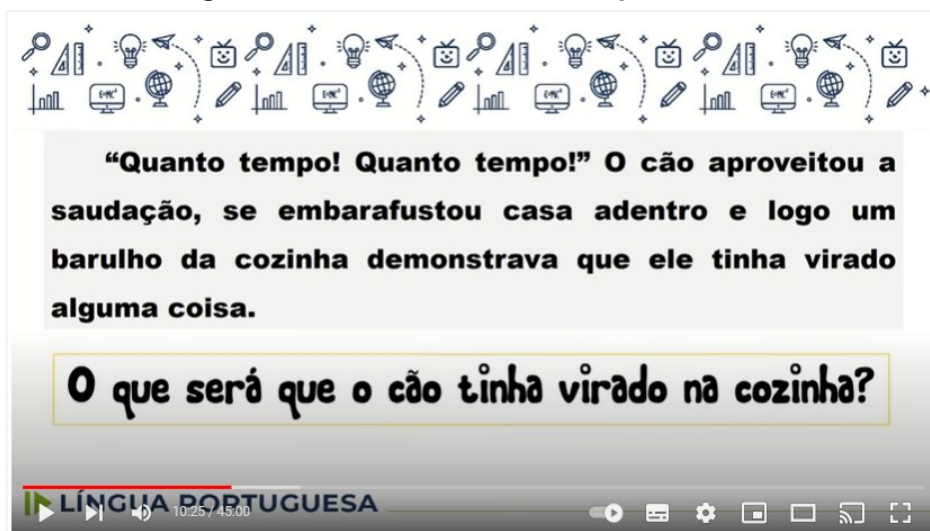 “Quanto tempo! Quanto tempo!” O cão aproveitou a
saudação, se embarafustou casa adentro e logo um
barulho da cozinha demonstrava que ele tinha virado
alguma coisa.
O que será que o cão tinha virado na cozinha?
LÍNGUA PORTUGUESA
10:25 / 45:00